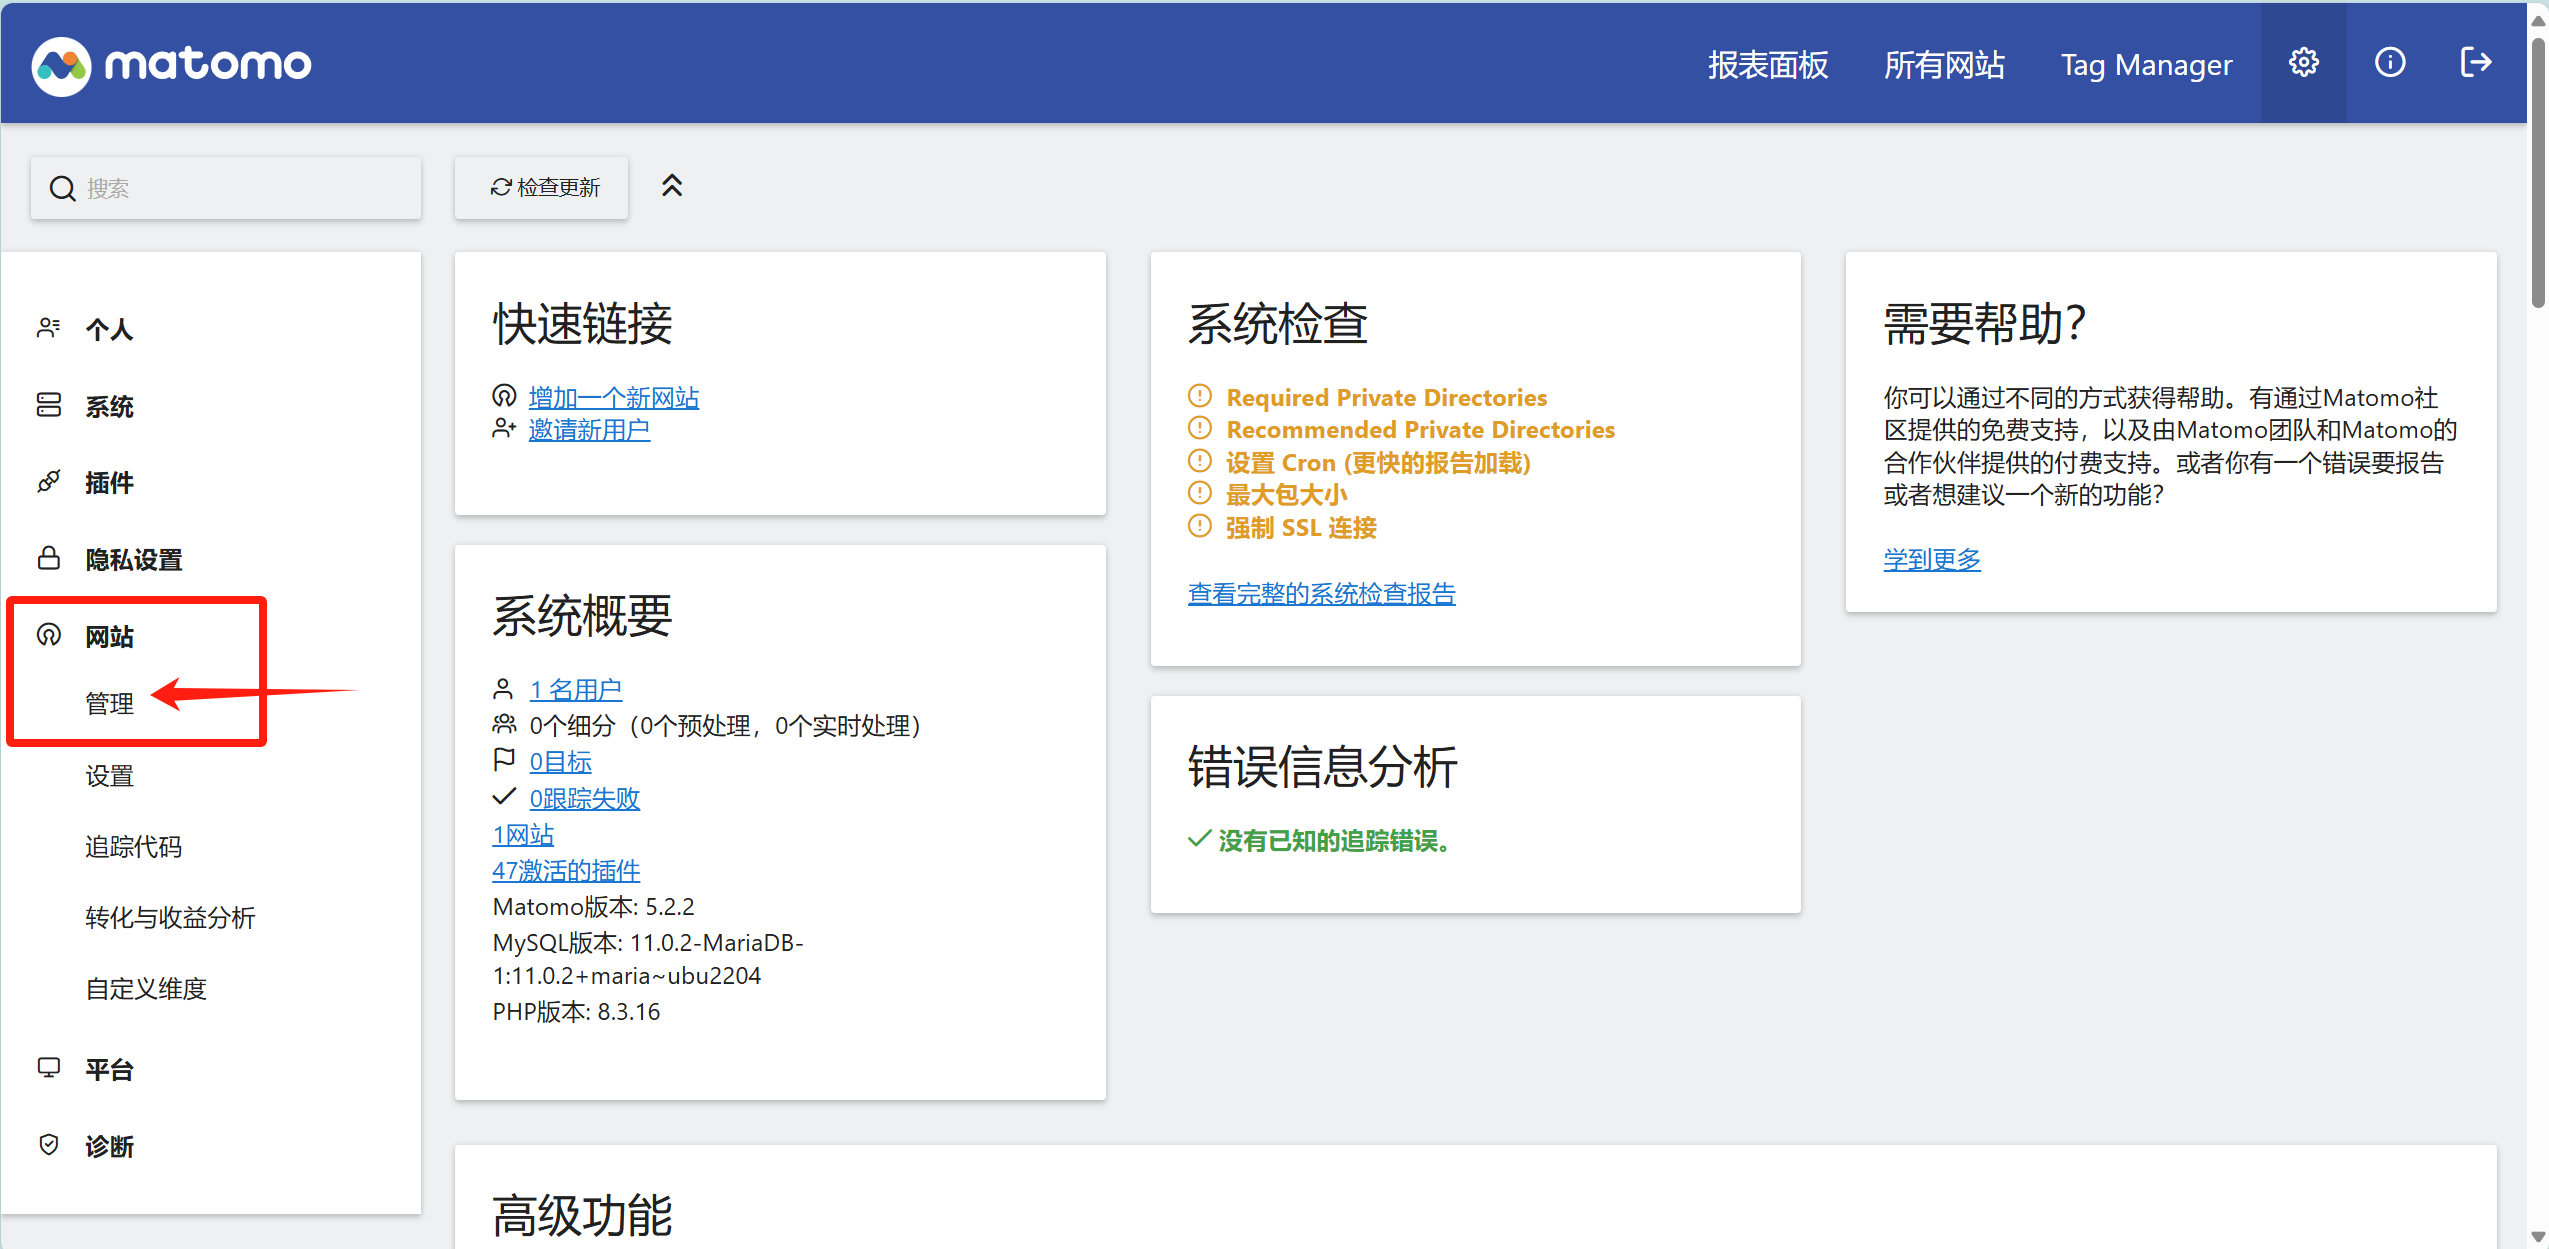 matomo
报表面板
所有网站
Tag Manager
搜索
检查更新
个人
系统
插件
隐私设置
网站
管理
设置
追踪代码
转化与收益分析
自定义维度
平台
诊断
快速链接
增加一个新网站
邀请新用户
系统概要
1 名用户
0个细分（0个预处理，0个实时处理）
0目标
0跟踪失败
1网站
47激活的插件
Matomo版本: 5.2.2
MySQL版本: 11.0.2-MariaDB-
1:11.0.2+maria~ubu2204
PHP版本: 8.3.16
系统检查
Required Private Directories
Recommended Private Directories
设置 Cron (更快的报告加载)
最大包大小
强制 SSL 连接
查看完整的系统检查报告
错误信息分析
没有已知的追踪错误。
需要帮助?
你可以通过不同的方式获得帮助。有通过Matomo社
区提供的免费支持，以及由Matomo团队和Matomo的
合作伙伴提供的付费支持。或者你有一个错误要报告
或者想建议一个新的功能?
学到更多
高级功能